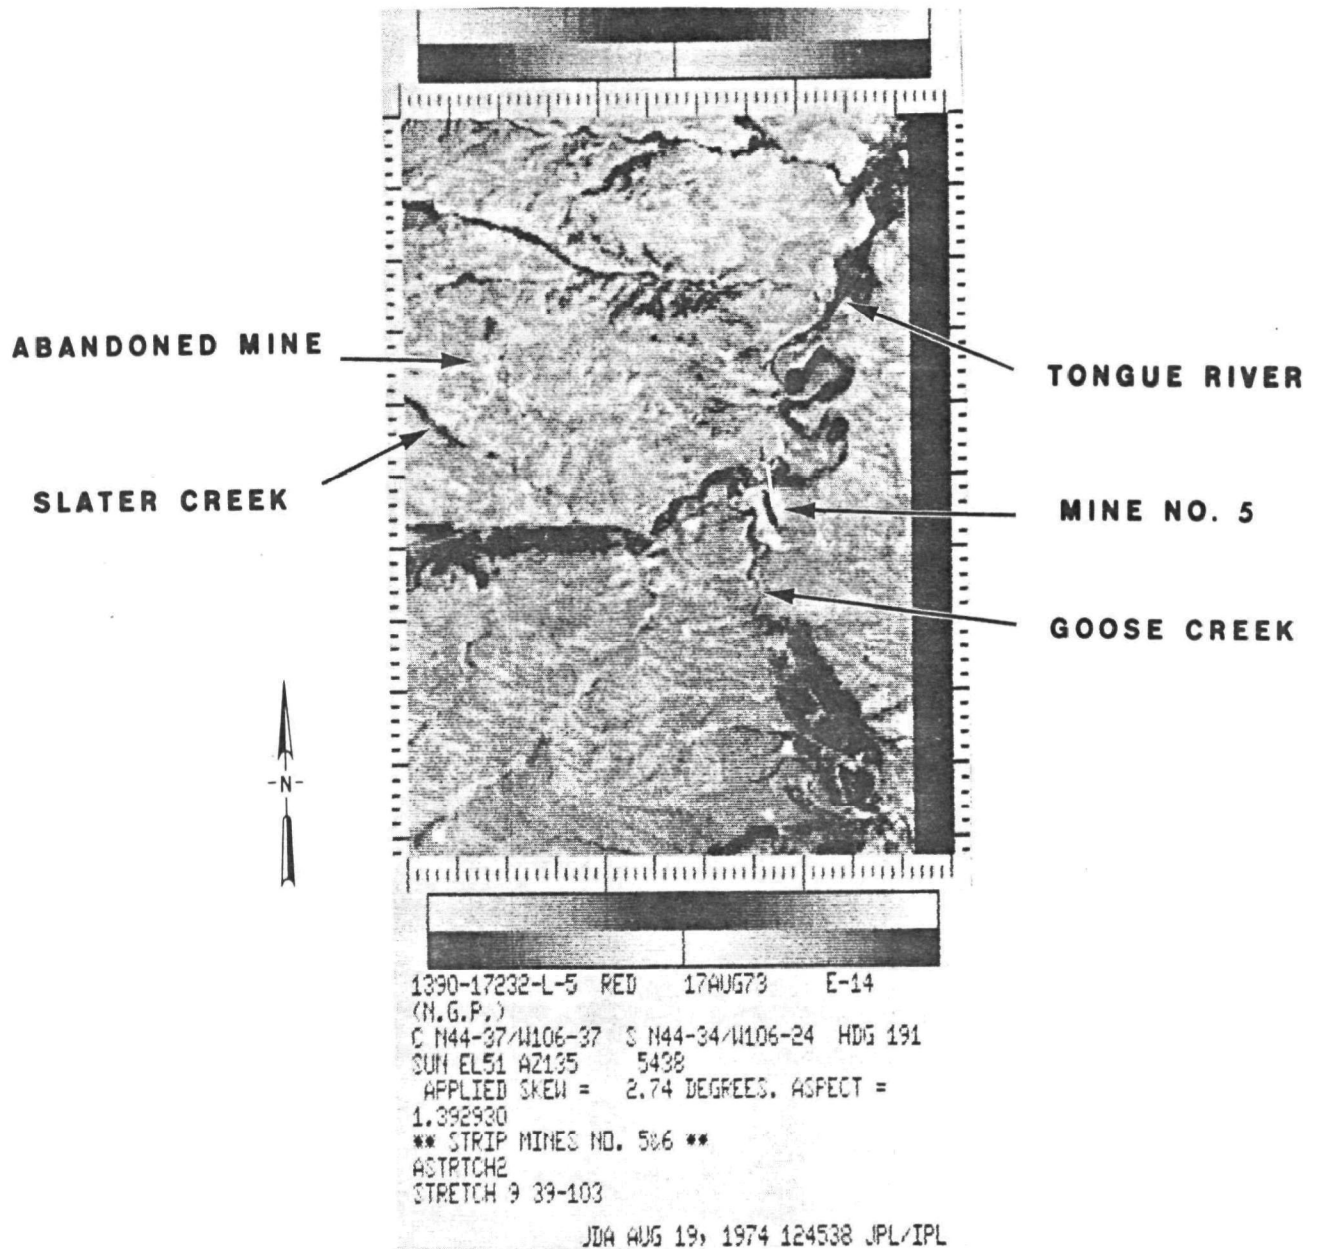 ABANDONED MINE
TONGUE RIVER
SLATER CREEK
MINE NO. 5
GOOSE CREEK
-N-
1390-17232-L-5 RED 17AUG73 E-14
(N.G.P.)
C N44-37/W106-37 S N44-34/W106-24 HDG 191
SUN EL51 AZ135 5438
APPLIED SKEW = 2.74 DEGREES. ASPECT =
1.392930
** STRIP MINES NO. 5&6 **
ASTRTCH2
STRETCH 9 39-103
JDA AUG 19, 1974 124538 JPL/IPL